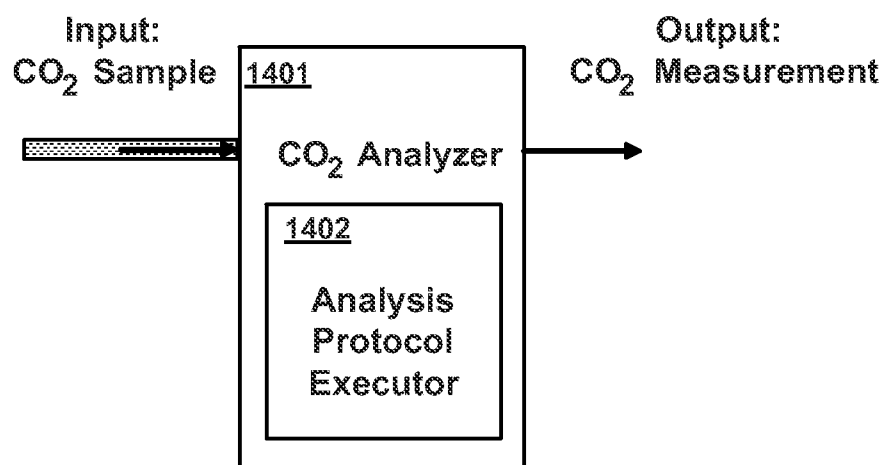 Input:
CO₂ Sample
Output:
CO₂ Measurement
1401
CO₂ Analyzer
1402
Analysis
Protocol
Executor